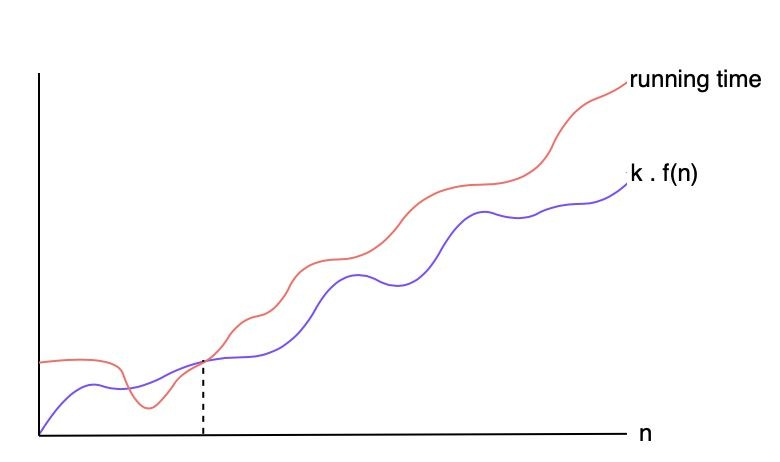 running time
k . f(n)
n